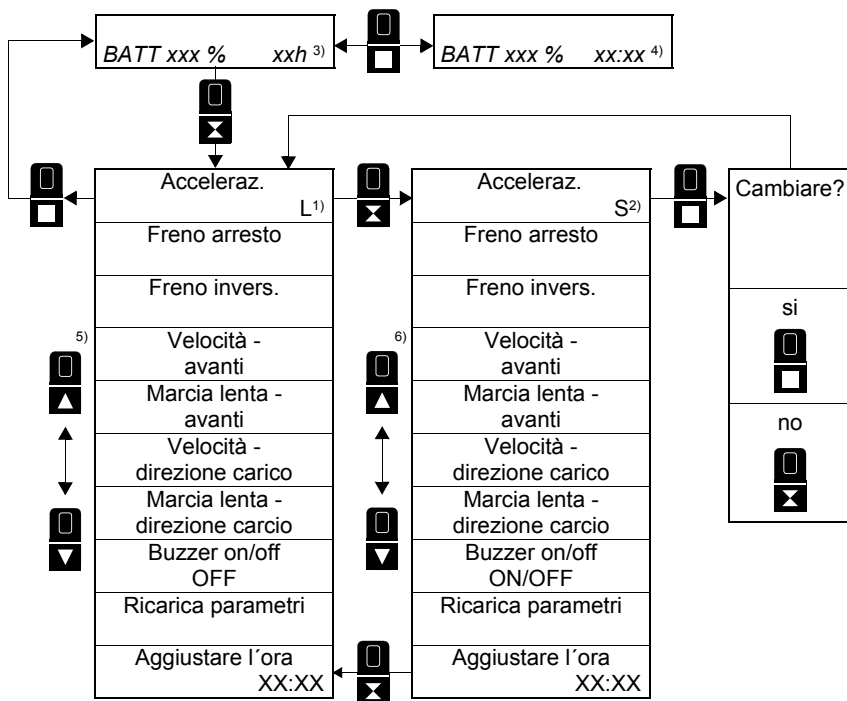 BATT xxx % xxh 3)
BATT xxx % xx:xx 4)
Acceleraz.
L1)
Freno arresto
Freno invers.
5)
Velocità -
avanti
Marcia lenta -
avanti
Velocità -
direzione carico
Marcia lenta -
direzione carcio
Buzzer on/off
OFF
Ricarica parametri
Aggiustare l´ora
XX:XX
Acceleraz.
S2)
Freno arresto
Freno invers.
6)
Velocità -
avanti
Marcia lenta -
avanti
Velocità -
direzione carico
Marcia lenta -
direzione carcio
Buzzer on/off
ON/OFF
Ricarica parametri
Aggiustare l´ora
XX:XX
Cambiare?
si
no